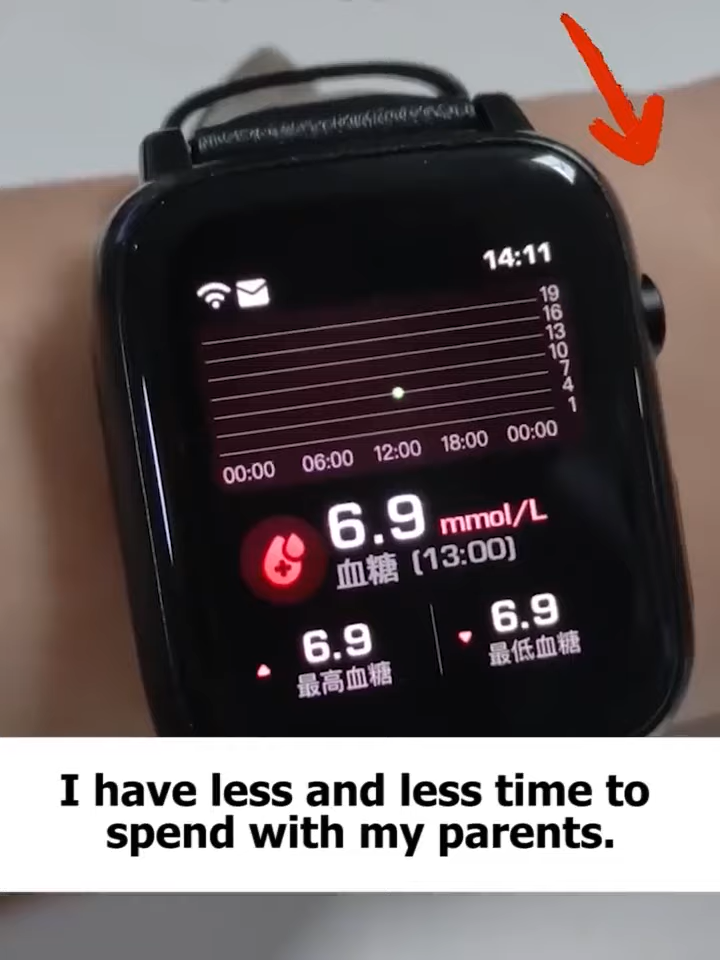 14:11
19
16
13
10
7
4
1
00:00 06:00 12:00 18:00 00:00
6.9 mmol/L
血糖 (13:00)
6.9 6.9
最高血糖 最低血糖
I have less and less time to
spend with my parents.